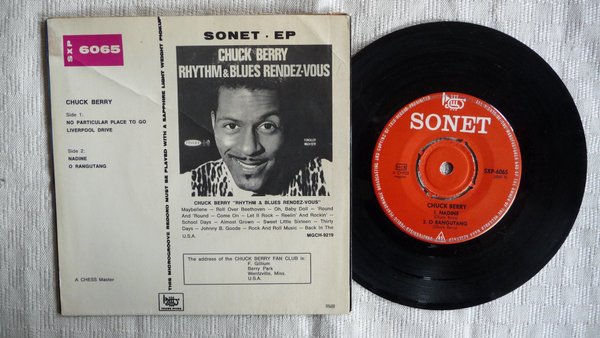 SXP 6065
CHUCK BERRY
Side 1:
NO PARTICULAR PLACE TO GO
LIVERPOOL DRIVE
Side 2:
NADINE
O RANGUTANG
A CHESS Master
THIS MICROGROOVE RECORD MUST BE PLAYED WITH A SAPPHIRE LIGHT WEIGHT PICKUP
SONET · EP
CHUCK BERRY
RHYTHM & BLUES RENDEZ-VOUS
CHUCK BERRY "RHYTHM & BLUES RENDEZ-VOUS"
Maybellene — Roll Over Beethoven — Oh, Baby Doll — 'Round
And 'Round — Come On — Let It Rock — Reelin' And Rockin' —
School Days — Almost Grown — Sweet Little Sixteen — Thirty
Days — Johnny B. Goode — Rock And Roll Music — Back In The
U.S.A.
MGCH-9219
The address of the CHUCK BERRY FAN CLUB is:
F. Gillium
Berry Park
Wentzville, Miss.
U.S.A.
SONET
SXP-6065
CHUCK BERRY
1. NADINE
2. O RANGUTANG